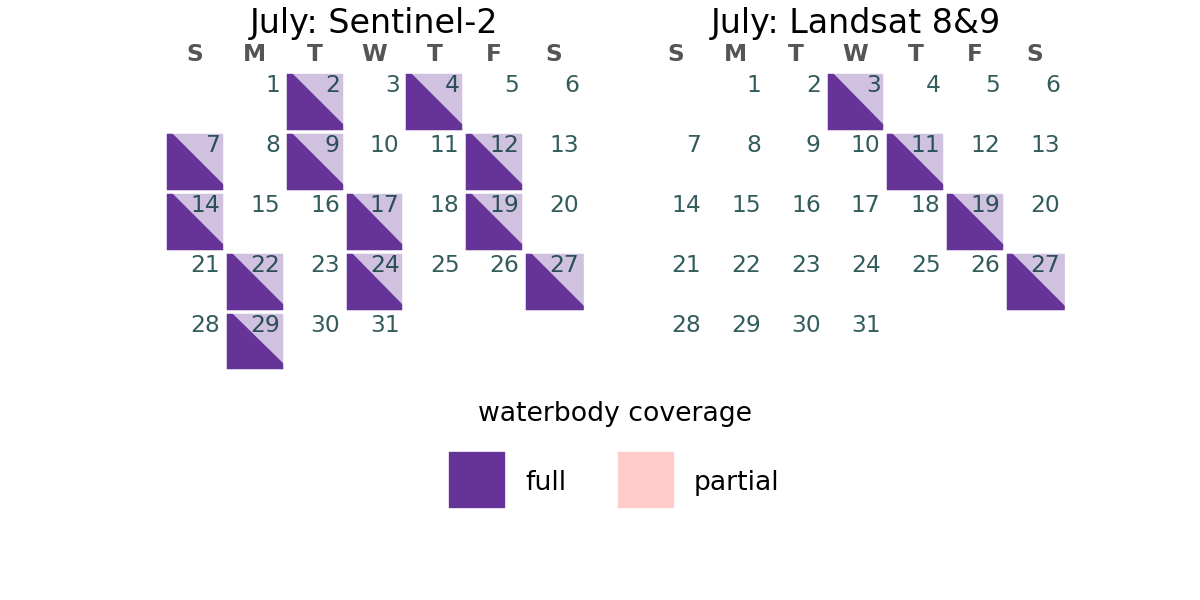 July: Sentinel-2
S M T W T F S
1 2 3 4 5 6
7 8 9 10 11 12 13
14 15 16 17 18 19 20
21 22 23 24 25 26 27
28 29 30 31
July: Landsat 8&9
S M T W T F S
1 2 3 4 5 6
7 8 9 10 11 12 13
14 15 16 17 18 19 20
21 22 23 24 25 26 27
28 29 30 31
waterbody coverage
full partial